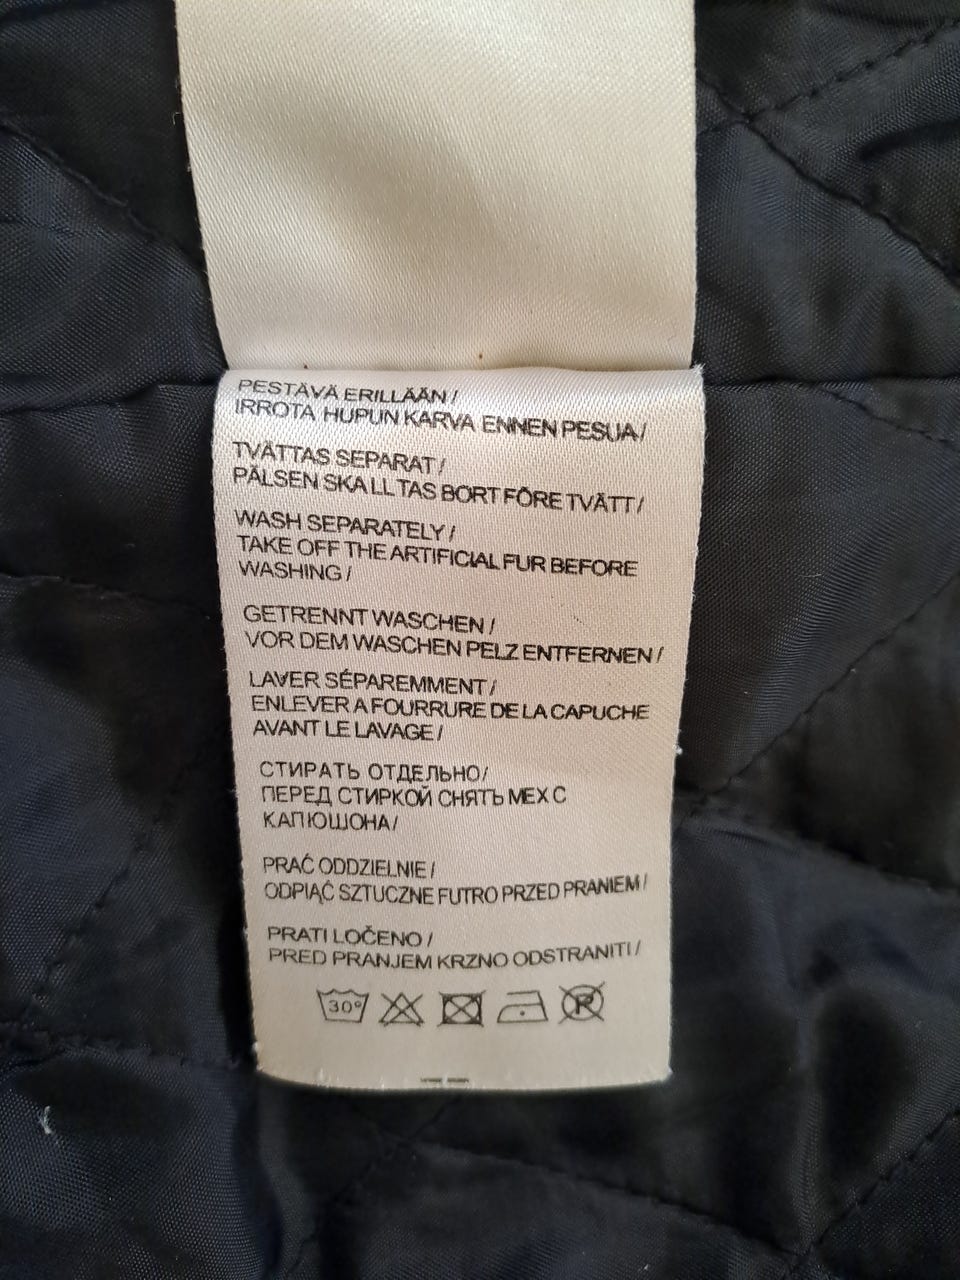 PESTÄVÄ ERILLÄÄN/
IRROTA HUPUN KARVA ENNEN PESUA/
TVÄTTAS SEPARAT/
PÄLSEN SKALL TAS BORT FÖRE TVÄTT/
WASH SEPARATELY/
TAKE OFF THE ARTIFICIAL FUR BEFORE
WASHING/
GETRENNT WASCHEN/
VOR DEM WASCHEN PELZ ENTFERNEN/
LAVER SÉPAREMMENT/
ENLEVER A FOURRURE DE LA CAPUCHE
AVANT LE LAVAGE/
СТИРАТЬ ОТДЕЛЬНО/
ПЕРЕД СТИРКОЙ СНЯТЬ МЕХ С
КАПЮШОНА/
PRAĆ ODDZIELNIE/
ODPIĄĆ SZTUCZNE FUTRO PRZED PRANIEM/
PRATI LOČENO/
PRED PRANJEM KRZNO ODSTRANITI/
30° P